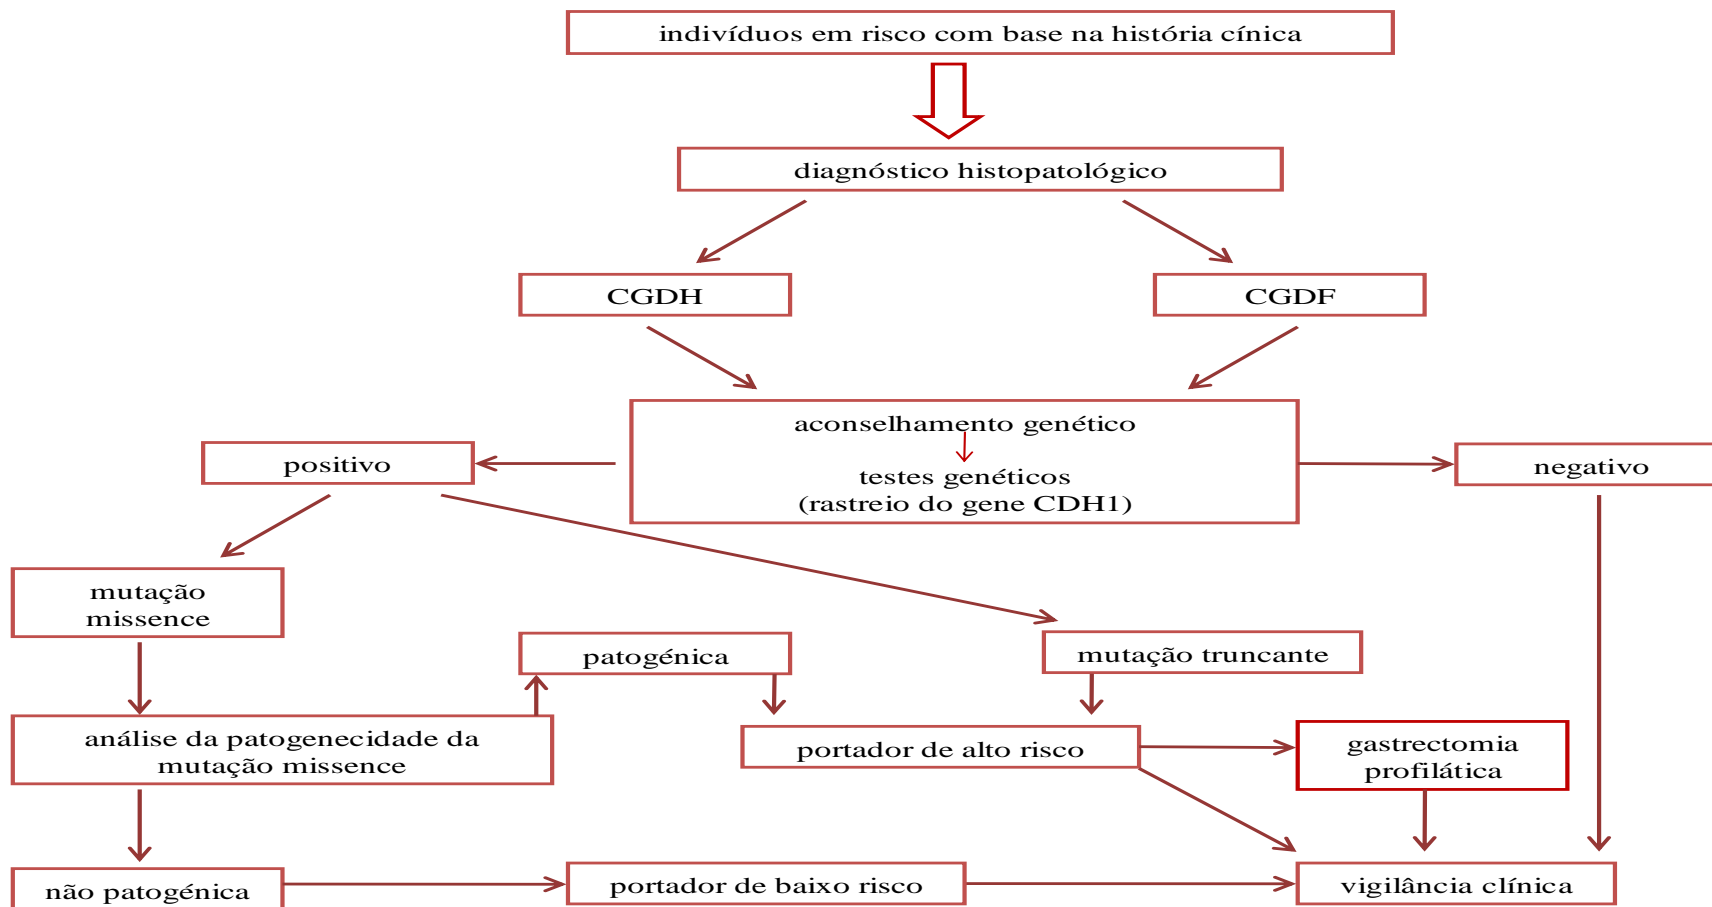 indivíduos em risco com base na história cínica
diagnóstico histopatológico
CGDH
CGDF
aconselhamento genético
testes genéticos
(rastreio do gene CDH1)
positivo
negativo
mutação
missence
patogénica
mutação truncante
análise da patogenecidade da
mutação missence
portador de alto risco
gastrectomia
profilática
não patogénica
portador de baixo risco
vigilância clínica